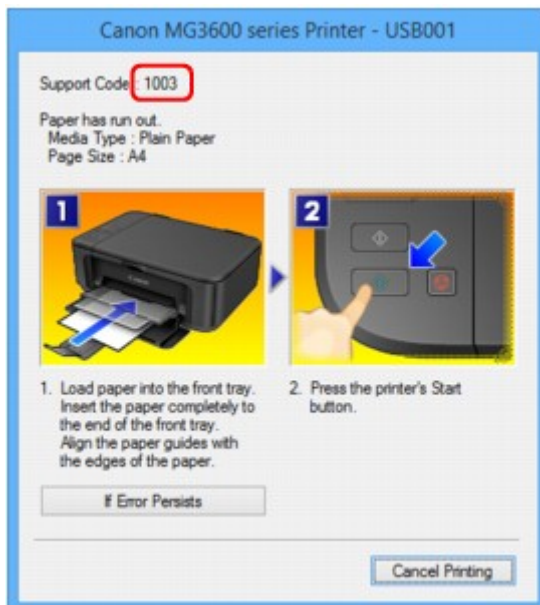 Canon MG3600 series Printer - USB001
Support Code : 1003
Paper has run out.
Media Type : Plain Paper
Page Size : A4
1
2
1. Load paper into the front tray.
Insert the paper completely to
the end of the front tray.
Align the paper guides with
the edges of the paper.
2. Press the printer's Start
button.
If Error Persists
Cancel Printing